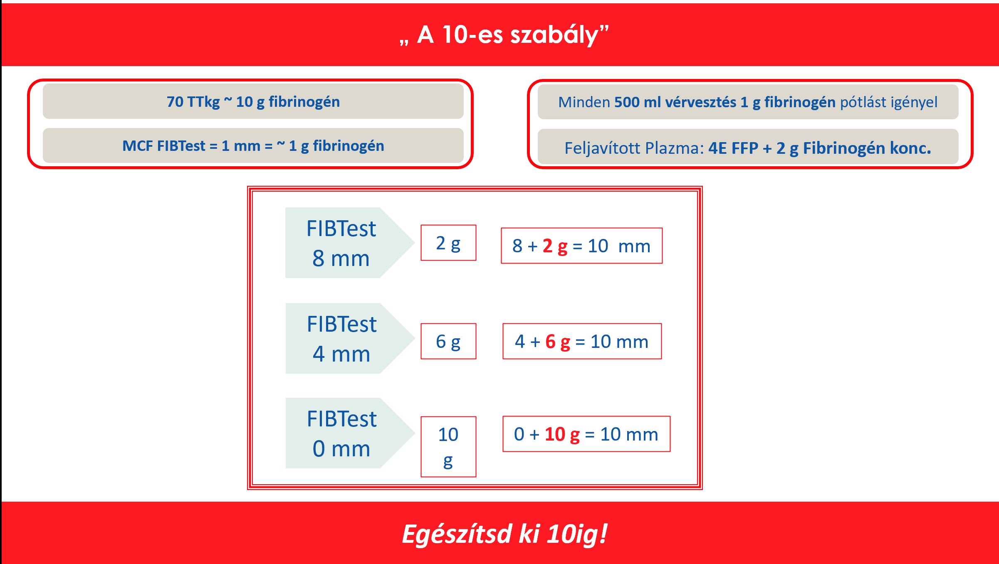 „ A 10-es szabály”
70 TTkg ~ 10 g fibrinogén
MCF FIBTest = 1 mm = ~ 1 g fibrinogén
Minden 500 ml vérvesztés 1 g fibrinogén pótlást igényel
Feljavított Plazma: 4E FFP + 2 g Fibrinogén konc.
FIBTest
8 mm
2 g
8 + 2 g = 10 mm
FIBTest
4 mm
6 g
4 + 6 g = 10 mm
FIBTest
0 mm
10
g
0 + 10 g = 10 mm
Egészítsd ki 10ig!